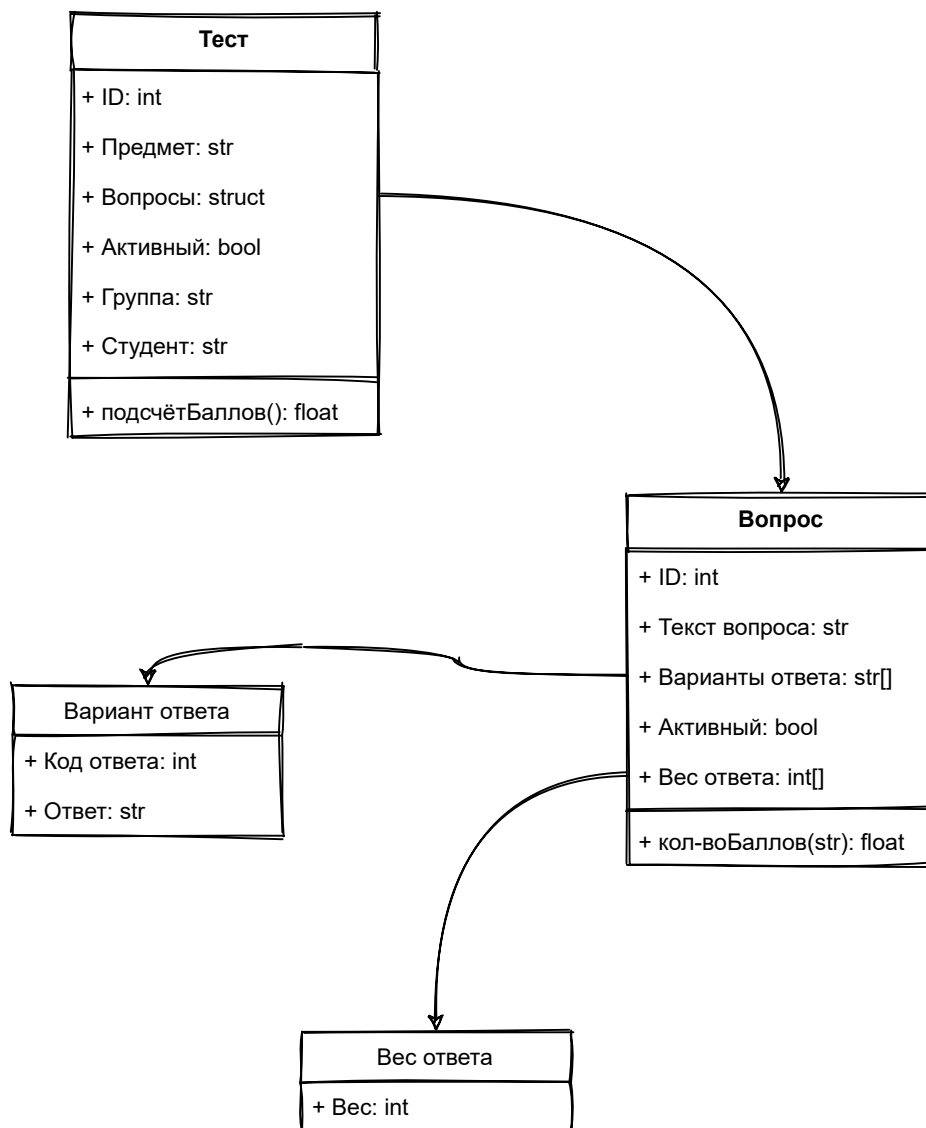 Тест
+ ID: int
+ Предмет: str
+ Вопросы: struct
+ Активный: bool
+ Группа: str
+ Студент: str
+ подсчётБаллов(): float
Вопрос
+ ID: int
+ Текст вопроса: str
+ Варианты ответа: str[]
+ Активный: bool
+ Вес ответа: int[]
+ кол-воБаллов(str): float
Вариант ответа
+ Код ответа: int
+ Ответ: str
Вес ответа
+ Вес: int